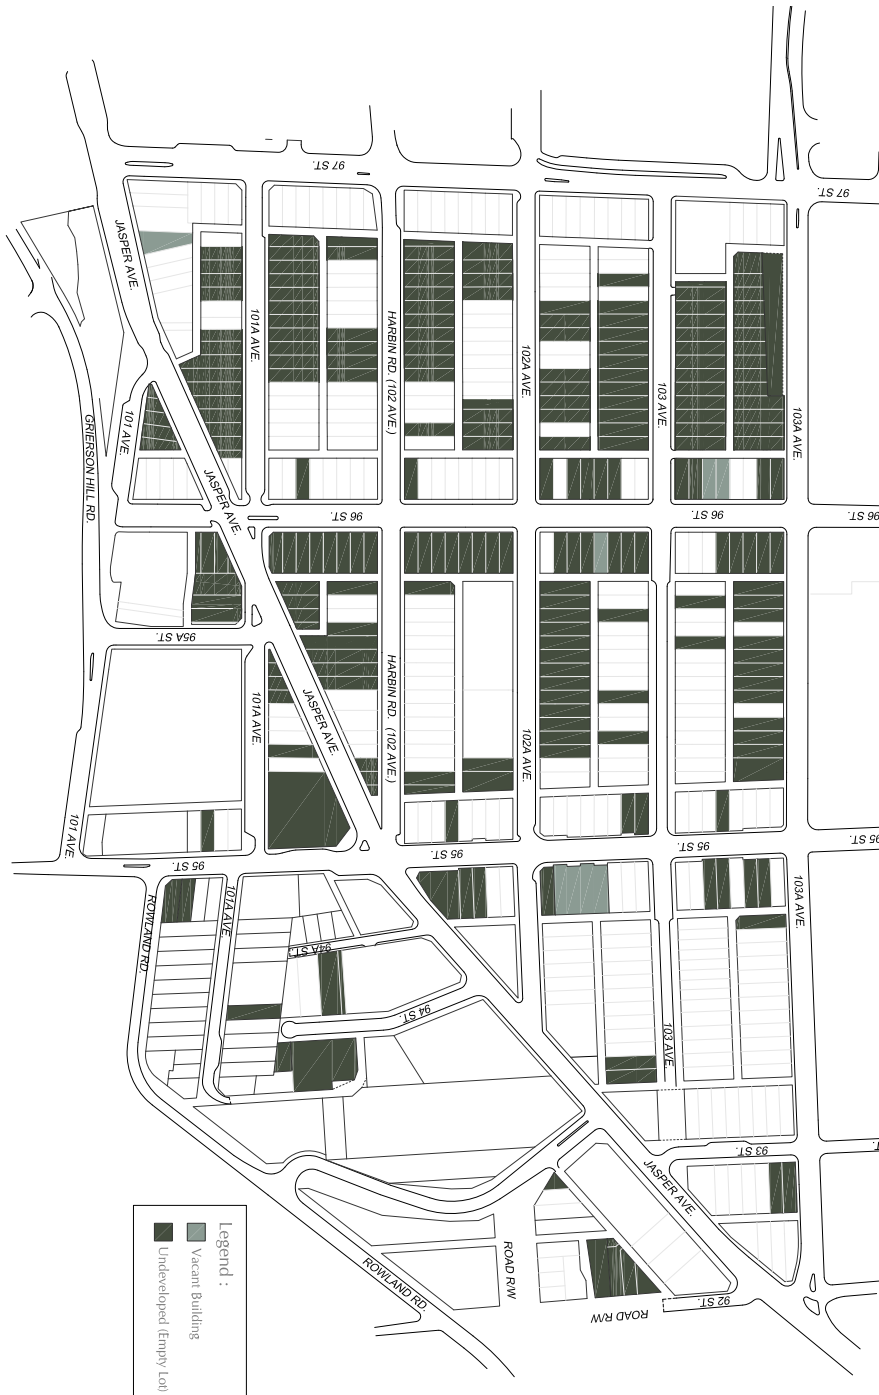 97 ST.
97 ST.
JASPER AVE.
101A AVE.
HARBIN RD. (102 AVE.)
102A AVE.
103 AVE.
103A AVE.
GRIERSON HILL RD.
101 AVE.
JASPER AVE.
96 ST.
96 ST.
96 S
95A ST.
101A AVE.
JASPER AVE.
HARBIN RD. (102 AVE.)
102A AVE.
101 AVE.
95 ST.
95 ST.
95 ST.
95 S
ROWLAND RD.
101A AVE.
94A ST.
94 ST.
103 AVE.
103A AVE.
93 ST.
T.
JASPER AVE.
ROWLAND RD.
ROAD R/W
ROAD R/W
92 ST.
Legend :
Vacant Building
Undeveloped (Empty Lot)